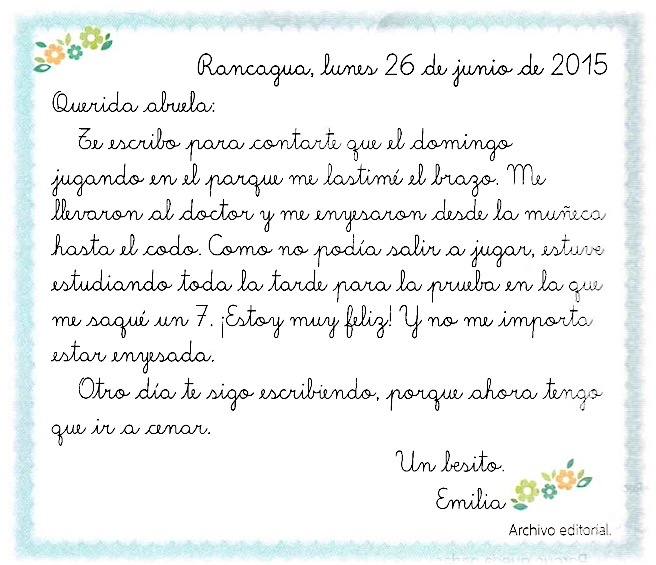 Rancagua, lunes 26 de junio de 2015
Querida abuela:
Te escribo para contarte que el domingo
jugando en el parque me lastimé el brazo. Me
llevaron al doctor y me enyesaron desde la muñeca
hasta el codo. Como no podía salir a jugar, estuve
estudiando toda la tarde para la prueba en la que
me saqué un 7. ¡Estoy muy feliz! Y no me importa
estar enyesada.
Otro día te sigo escribiendo, porque ahora tengo
que ir a cenar.
Un besito.
Emilia
Archivo editorial.